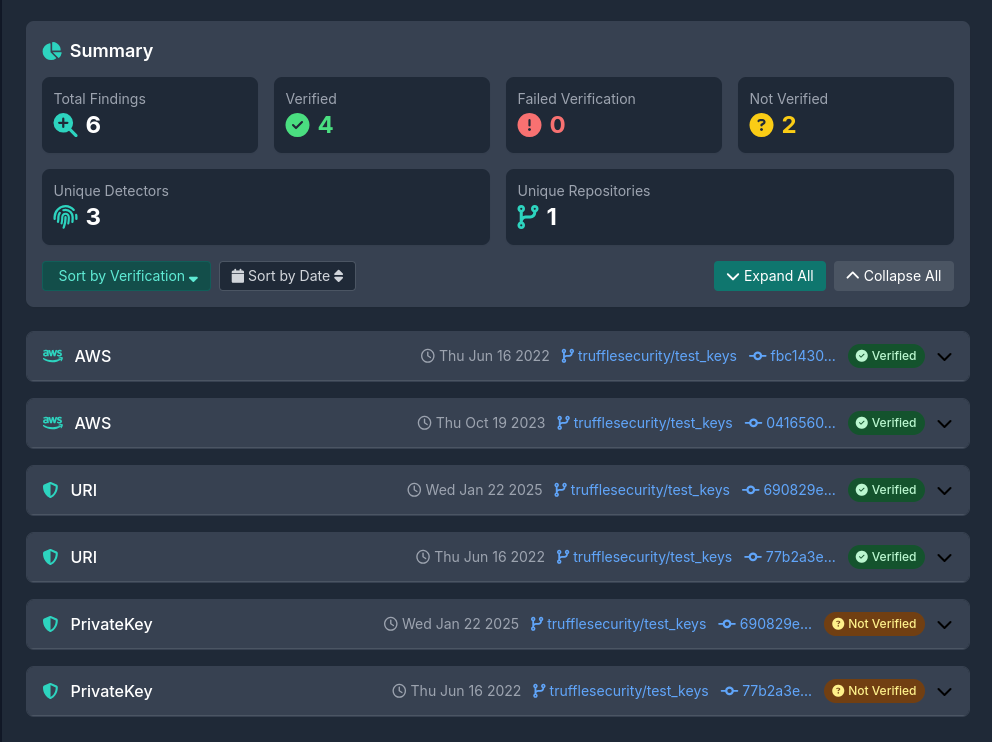 Summary
Total Findings
6
Verified
4
Failed Verification
0
Not Verified
2
Unique Detectors
3
Unique Repositories
1
Sort by Verification
Sort by Date
Expand All
Collapse All
aws AWS Thu Jun 16 2022 trufflesecurity/test_keys fbc1430... Verified
aws AWS Thu Oct 19 2023 trufflesecurity/test_keys 0416560... Verified
URI Wed Jan 22 2025 trufflesecurity/test_keys 690829e... Verified
URI Thu Jun 16 2022 trufflesecurity/test_keys 77b2a3e... Verified
PrivateKey Wed Jan 22 2025 trufflesecurity/test_keys 690829e... Not Verified
PrivateKey Thu Jun 16 2022 trufflesecurity/test_keys 77b2a3e... Not Verified